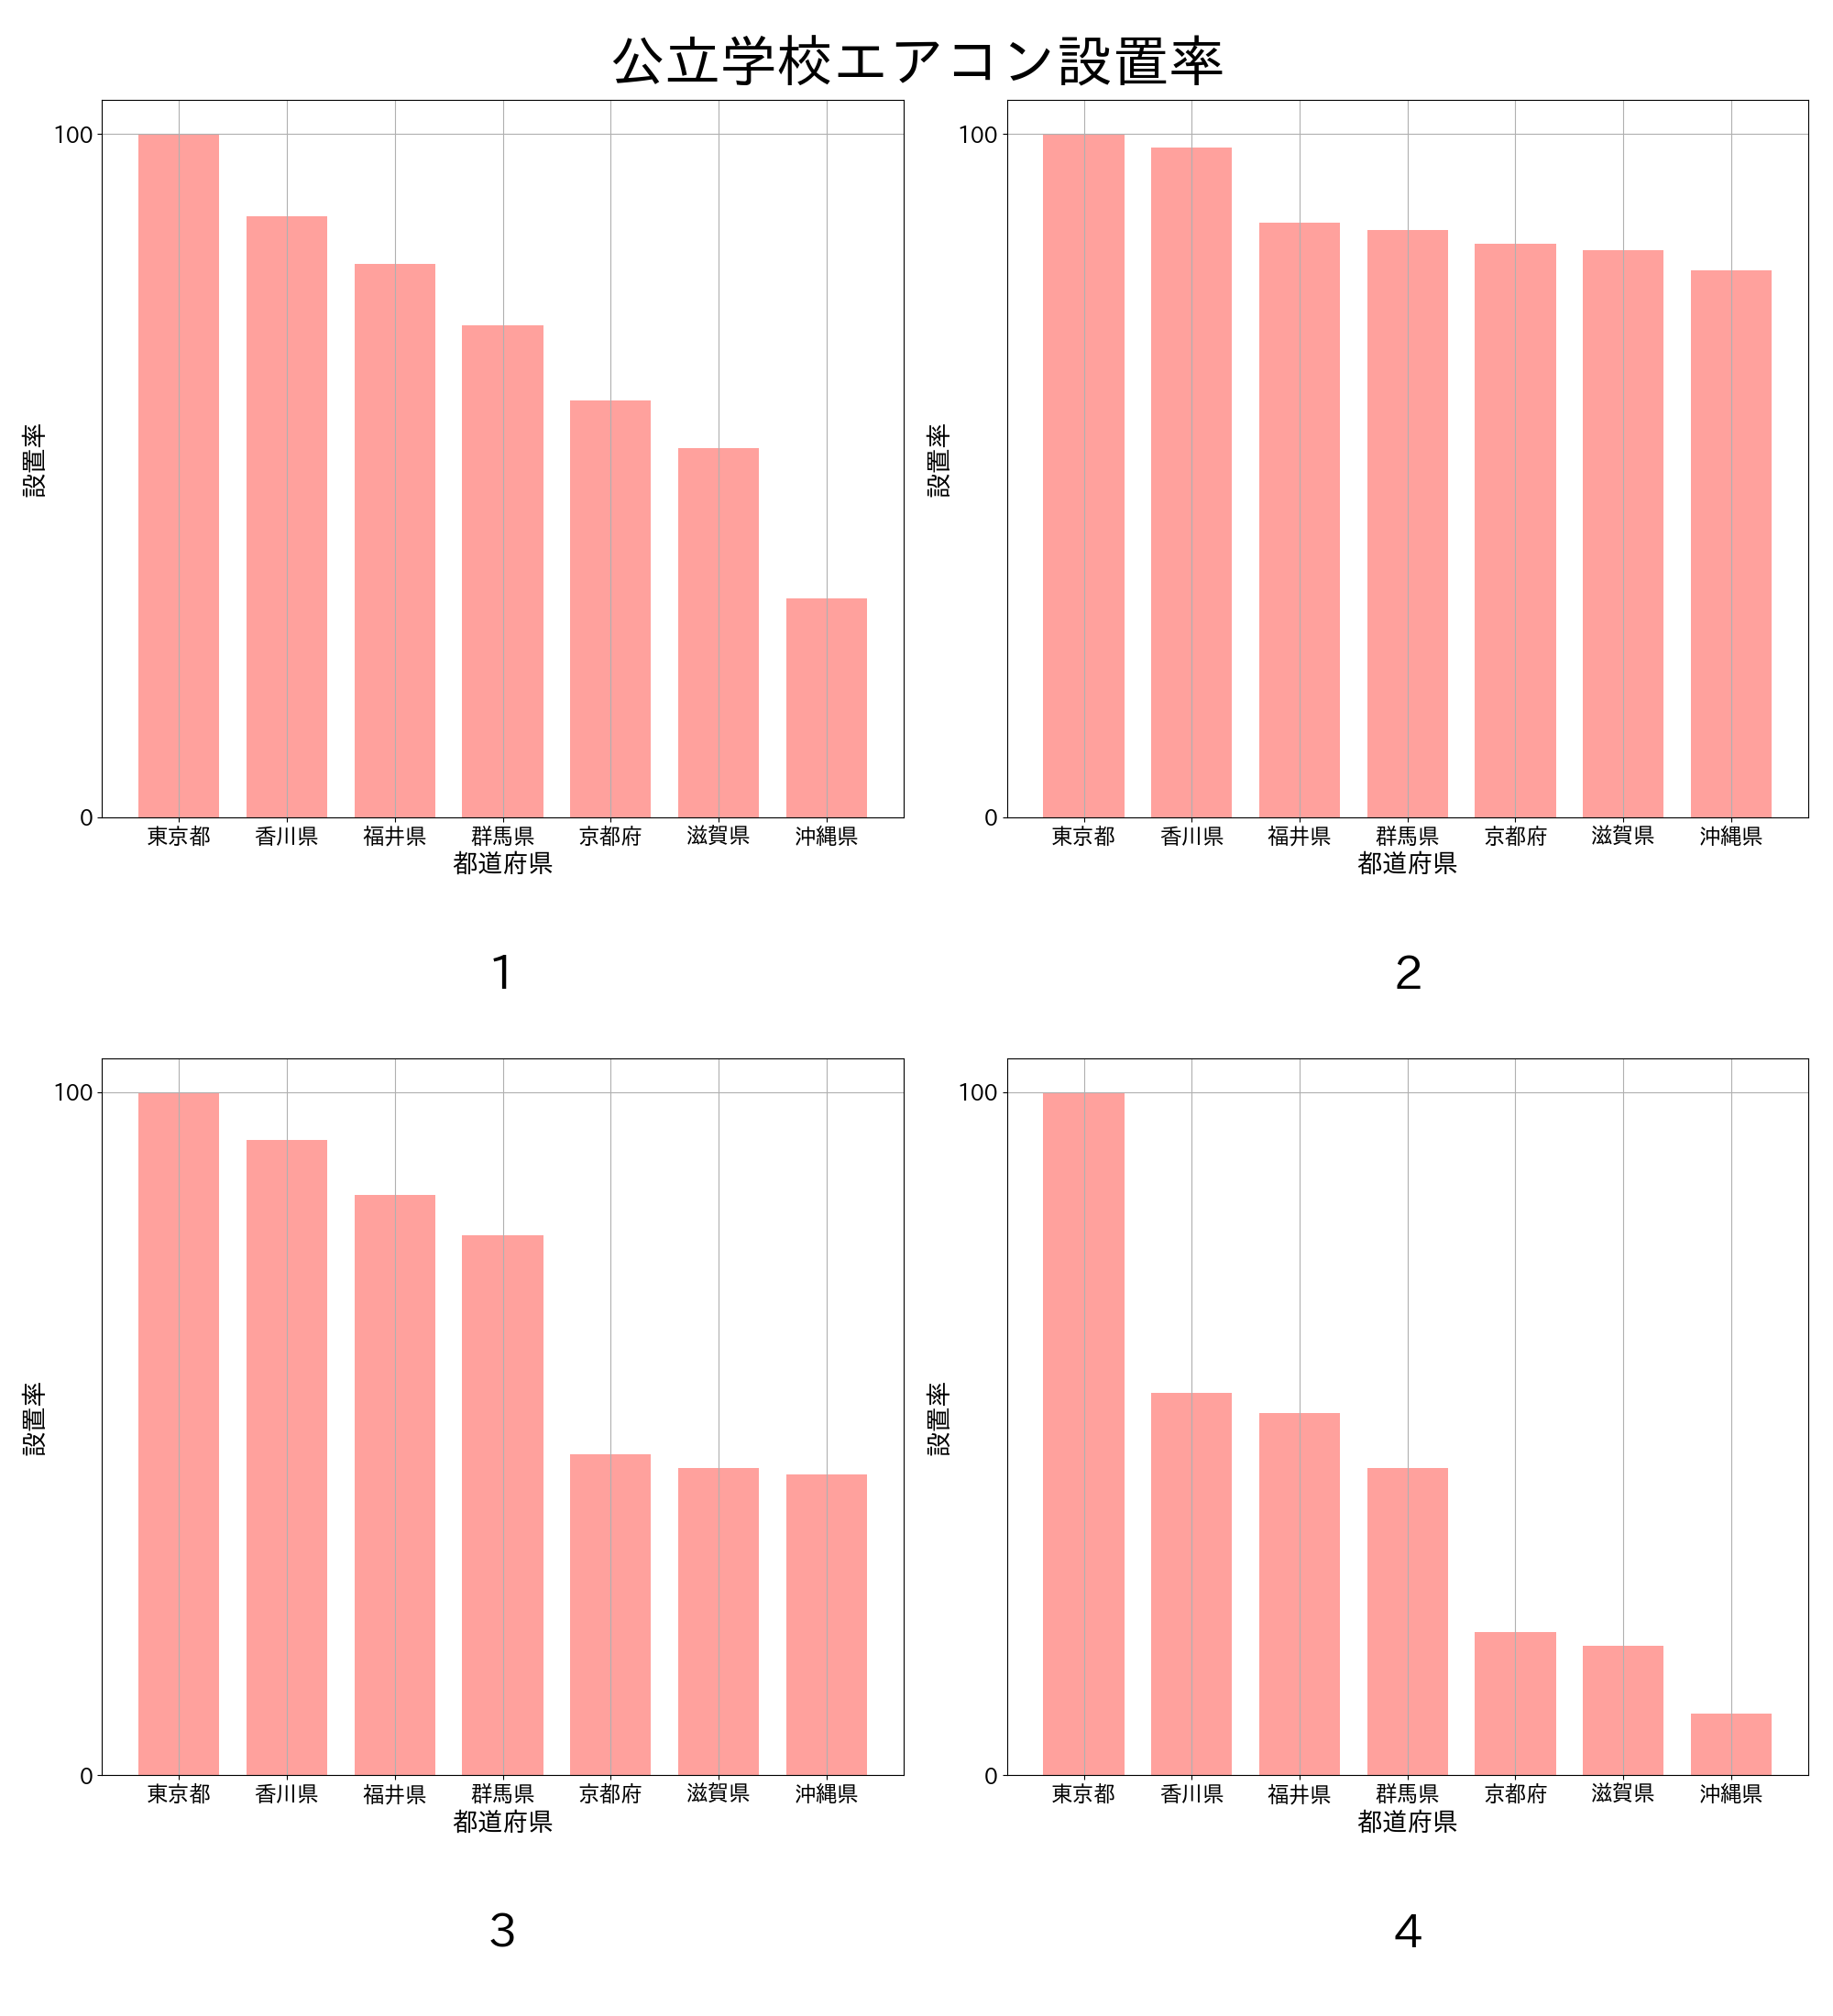 公立学校エアコン設置率
100
0
設置率
東京都 香川県 福井県 群馬県 京都府 滋賀県 沖縄県
都道府県
1
100
0
設置率
東京都 香川県 福井県 群馬県 京都府 滋賀県 沖縄県
都道府県
2
100
0
設置率
東京都 香川県 福井県 群馬県 京都府 滋賀県 沖縄県
都道府県
3
100
0
設置率
東京都 香川県 福井県 群馬県 京都府 滋賀県 沖縄県
都道府県
4